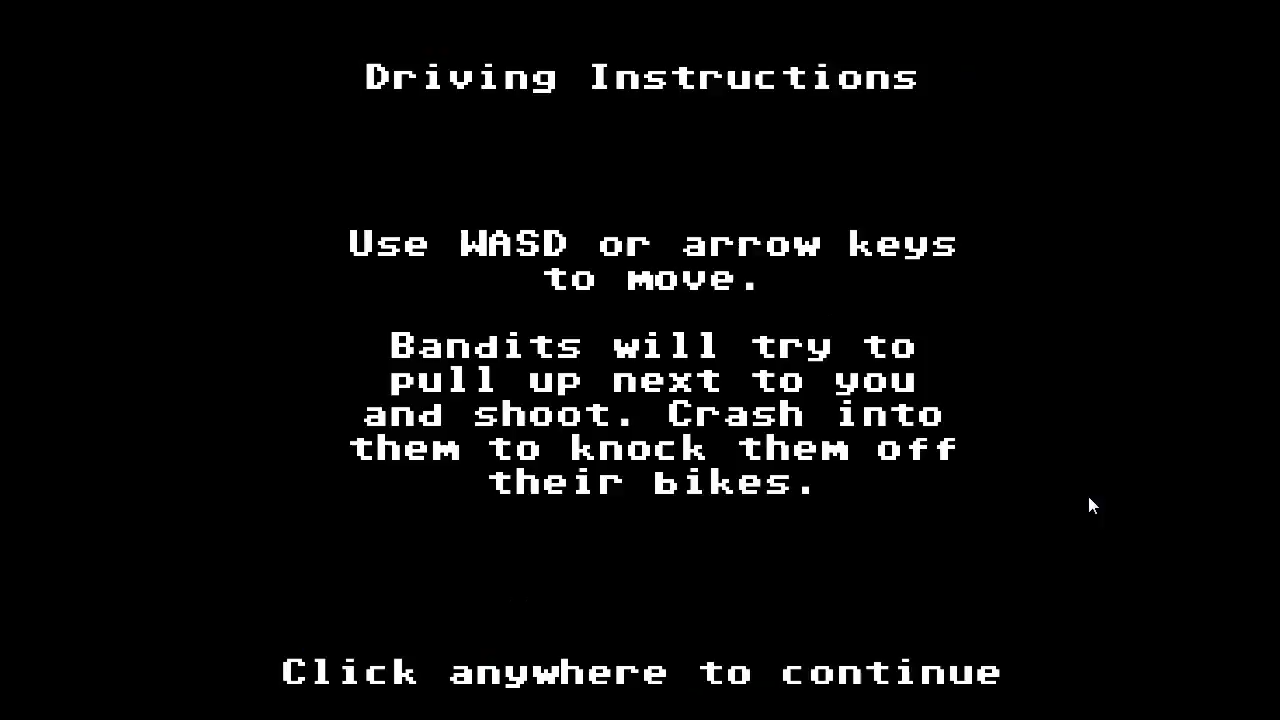 Driving Instructions
Use WASD or arrow keys
to move.
Bandits will try to
pull up next to you
and shoot. Crash into
them to knock them off
their bikes.
Click anywhere to continue